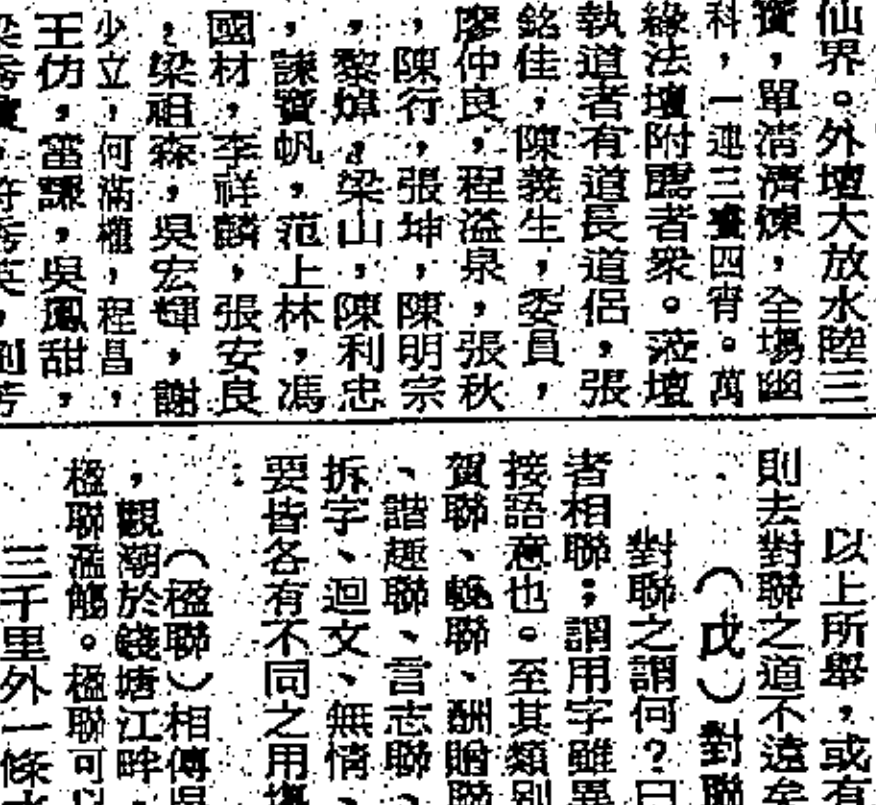 仙界。外壇大放水陸三
寶，單清濟煉，全場幽
科，一連三晝四宵。萬
緣法壇附薦者衆。蒞壇
執道者有道長道侶，張
銘佳，陳義生，委員，
廖仲良，程溢泉，張秋
，陳行，張坤，陳明宗
，黎焯，梁山，陳利忠
，諫寶帆，范上林，馮
國材，李祥麟，張安良
，梁祖森，吳宏輝，謝
少立，何滿權，程昌，
王仂，當課，吳鳳甜，
以上所舉，或有
則去對聯之道不遠矣
（戊）對聯
對聯之謂何？曰
者相聯；謂用字雖異
接語意也。至其類別
賀聯、輓聯、酬贈聯
、諧趣聯、言志聯、
拆字、迴文、無情、
要皆各有不同之用
（楹聯）相傳
，觀潮於錢塘江畔，
楹聯濫觴。楹聯可以
三千里外一條水